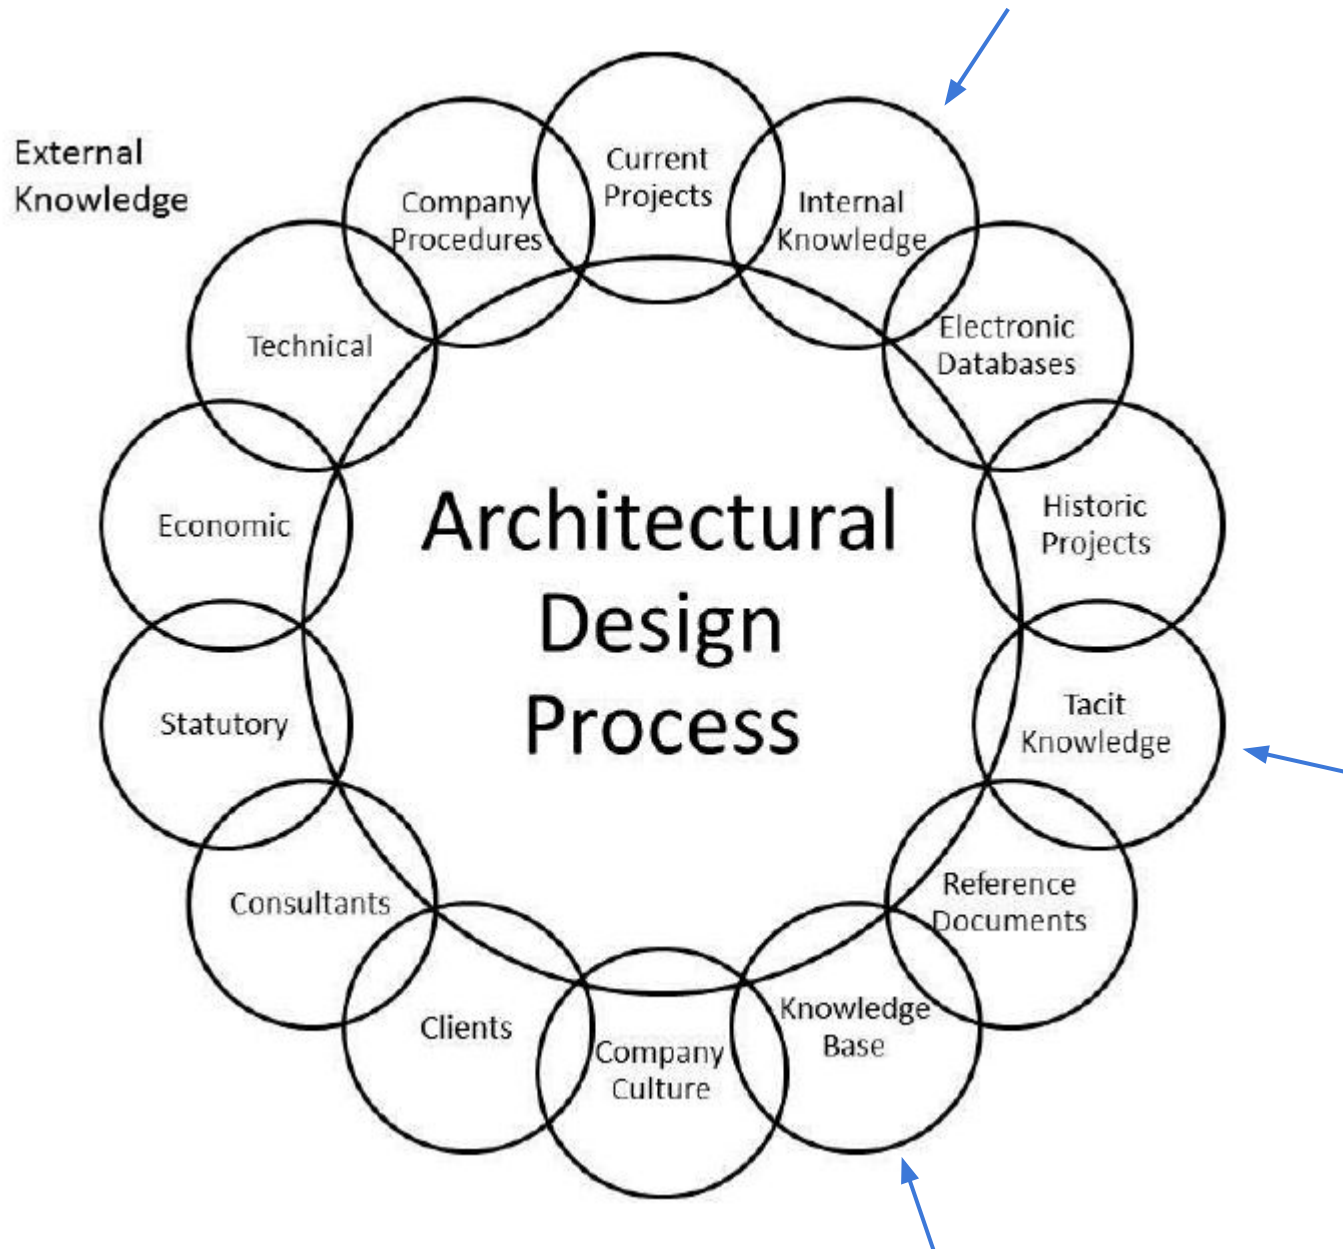 External
Knowledge
Current
Projects
Company
Procedures
Internal
Knowledge
Technical
Electronic
Databases
Economic
Historic
Projects
Architectural
Design
Process
Statutory
Tacit
Knowledge
Consultants
Reference
Documents
Clients
Knowledge
Base
Company
Culture